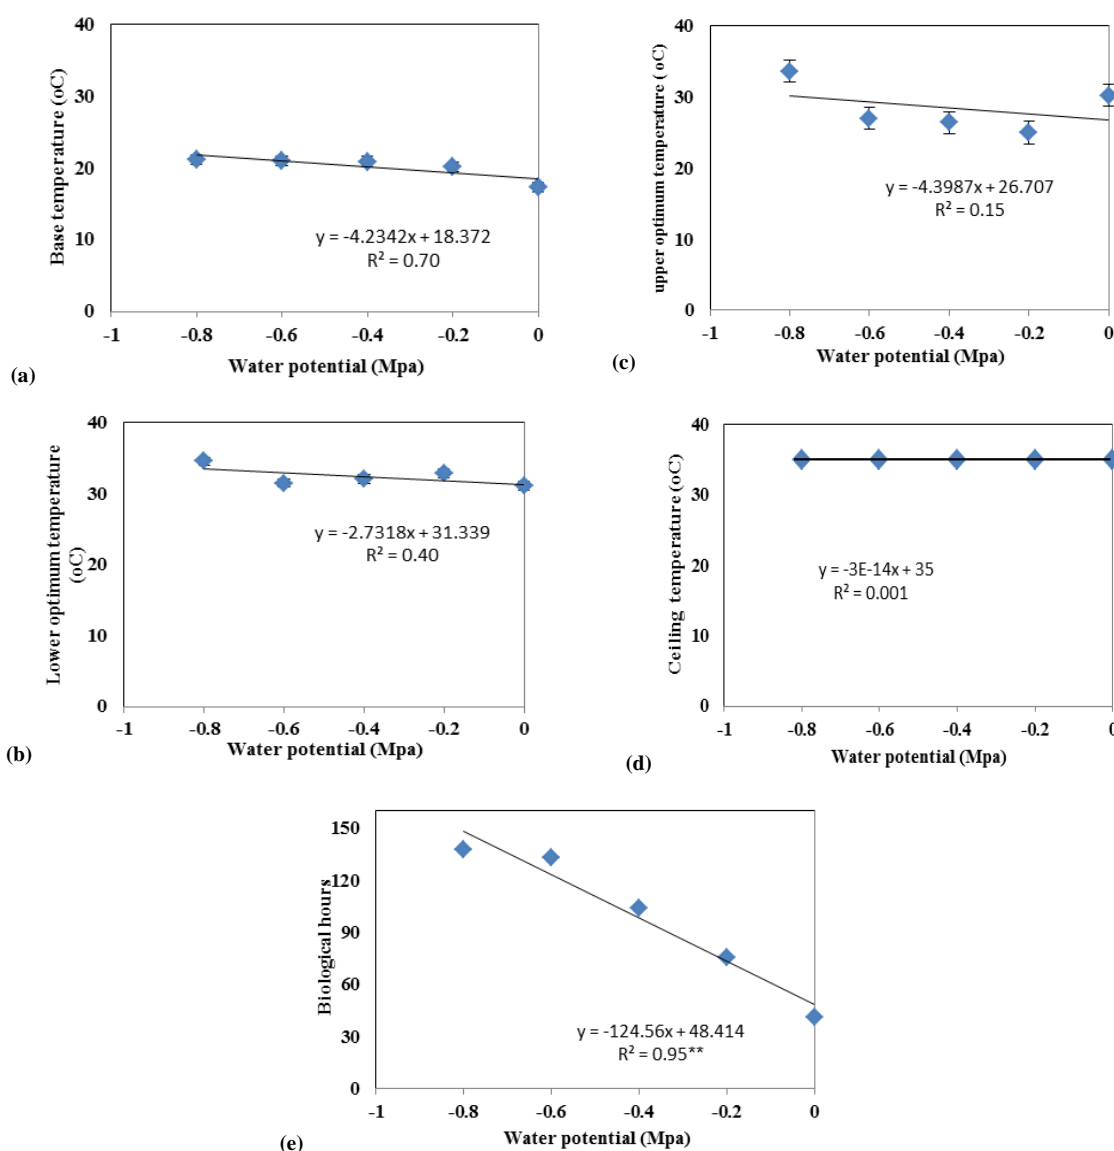 40
30
20
10
0
-1
-0.8
-0.6
-0.4
-0.2
0
Base temperature (oC)
y = -4.2342x + 18.372
R² = 0.70
Water potential (Mpa)
(a)
40
30
20
10
0
-1
-0.8
-0.6
-0.4
-0.2
0
upper optimum temperature ( oC)
y = -4.3987x + 26.707
R² = 0.15
Water potential (Mpa)
(c)
40
30
20
10
0
-1
-0.8
-0.6
-0.4
-0.2
0
Lower optimum temperature
(oC)
y = -2.7318x + 31.339
R² = 0.40
Water potential (Mpa)
(b)
40
30
20
10
0
-1
-0.8
-0.6
-0.4
-0.2
0
Ceiling temperature (oC)
y = -3E-14x + 35
R² = 0.001
Water potential (Mpa)
(d)
150
120
90
60
30
0
-1
-0.8
-0.6
-0.4
-0.2
0
Biological hours
y = -124.56x + 48.414
R² = 0.95**
Water potential (Mpa)
(e)